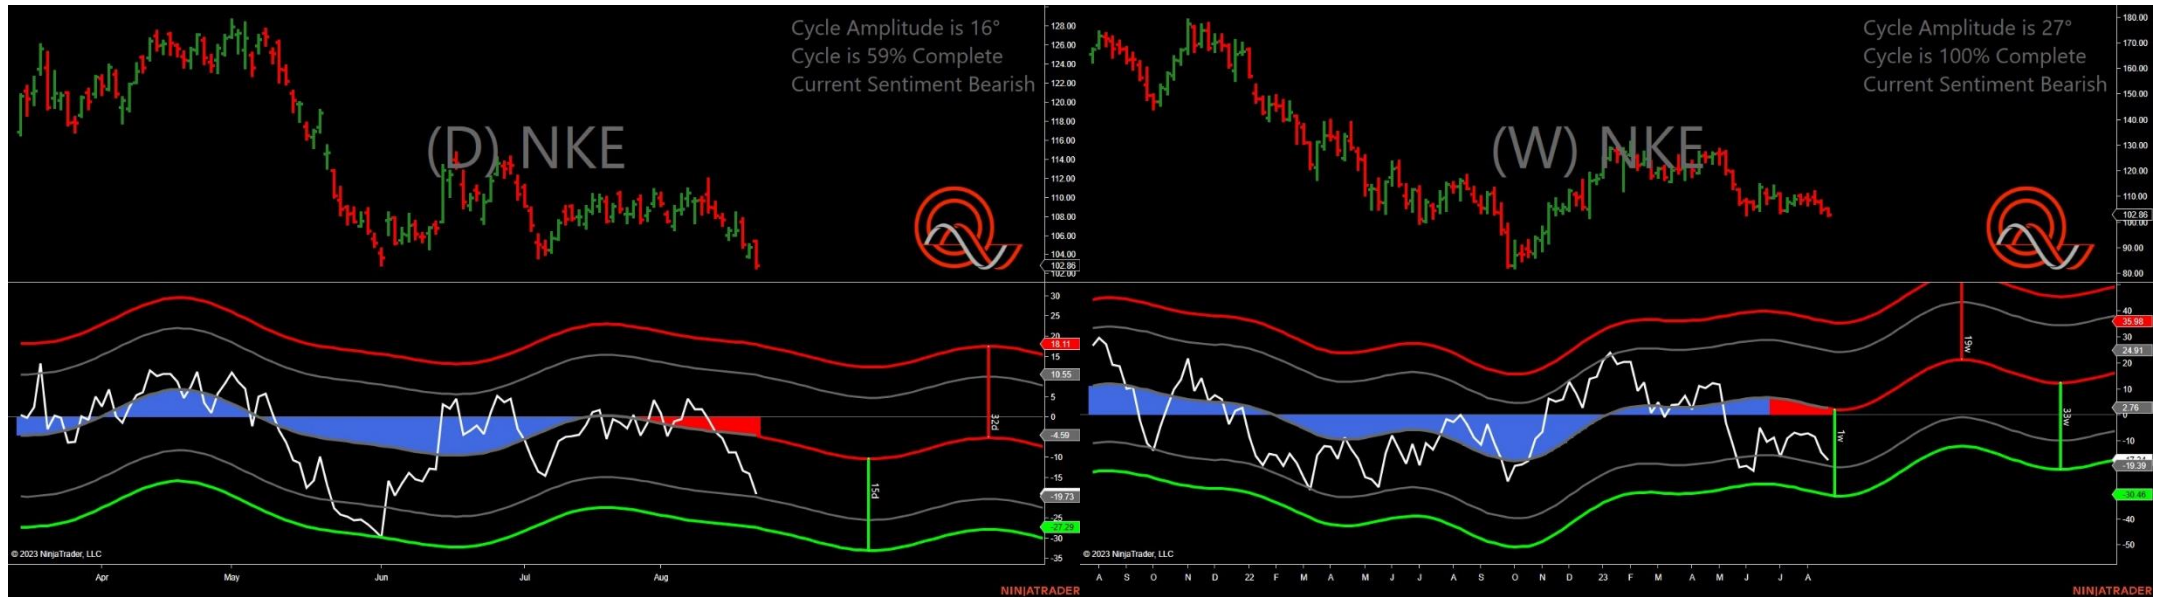 Cycle Amplitude is 16°
Cycle is 59% Complete
Current Sentiment Bearish
(D) NKE
128.00
126.00
124.00
122.00
120.00
118.00
116.00
114.00
112.00
110.00
108.00
106.00
104.00
102.86
102.00
30
25
20
18.11
15
10.55
5
0
-4.59
-10
-15
-19.73
-25
-27.29
-30
-35
32d
15d
© 2023 NinjaTrader, LLC
Apr May Jun Jul Aug
NINJATRADER
Cycle Amplitude is 27°
Cycle is 100% Complete
Current Sentiment Bearish
(W) NKE
180.00
170.00
160.00
150.00
140.00
130.00
120.00
110.00
102.86
100.00
90.00
80.00
40
35.98
30
24.91
20
10
2.76
0
-10
-19.39
-30.46
-40
-50
19w
1w
33w
© 2023 NinjaTrader, LLC
A S O N D 22 F M A M J J A S O N D 23 F M A M J J A
NINJATRADER